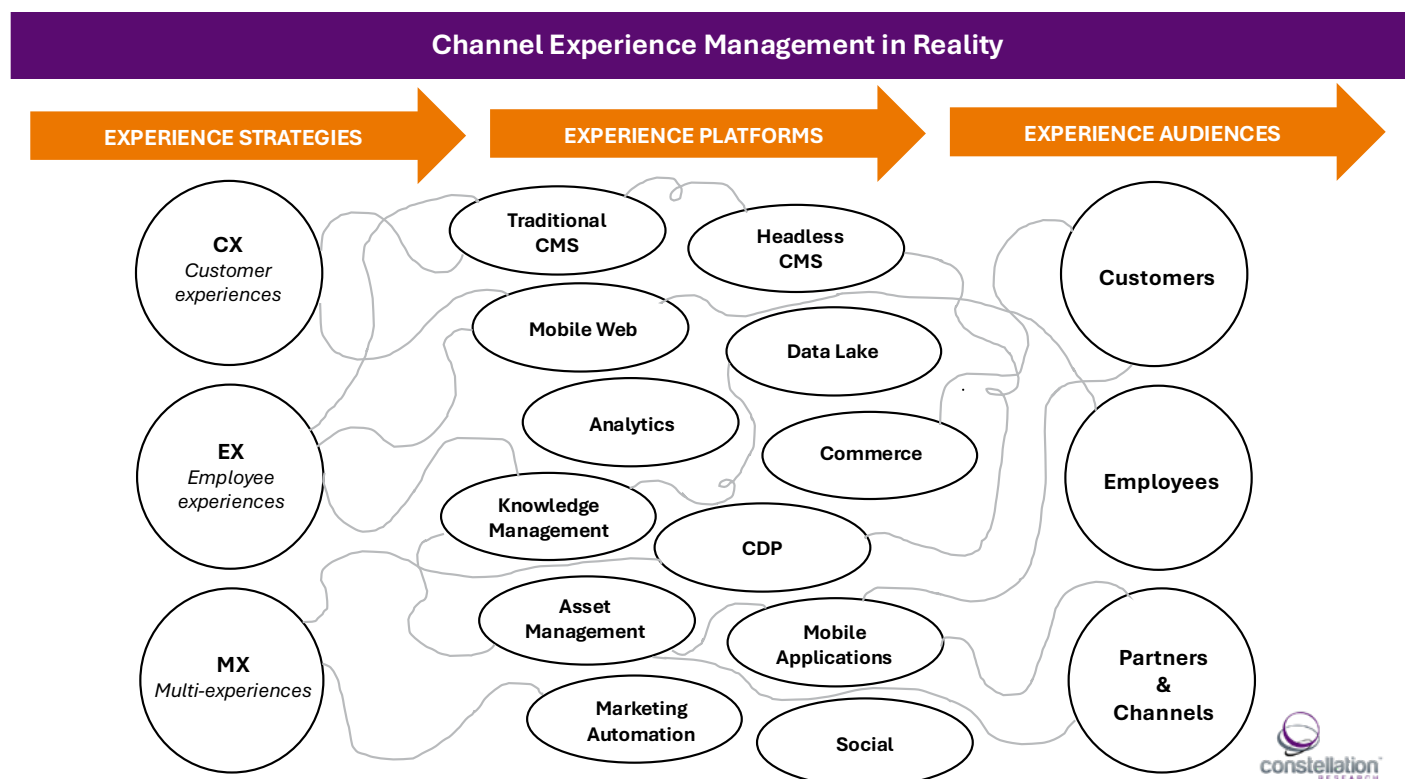 Channel Experience Management in Reality
EXPERIENCE STRATEGIES
EXPERIENCE PLATFORMS
EXPERIENCE AUDIENCES
CX
Customer
experiences
EX
Employee
experiences
MX
Multi-experiences
Traditional
CMS
Headless
CMS
Mobile Web
Data Lake
Analytics
Commerce
Knowledge
Management
CDP
Asset
Management
Mobile
Applications
Marketing
Automation
Social
Customers
Employees
Partners
&
Channels
constellation
RESEARCH